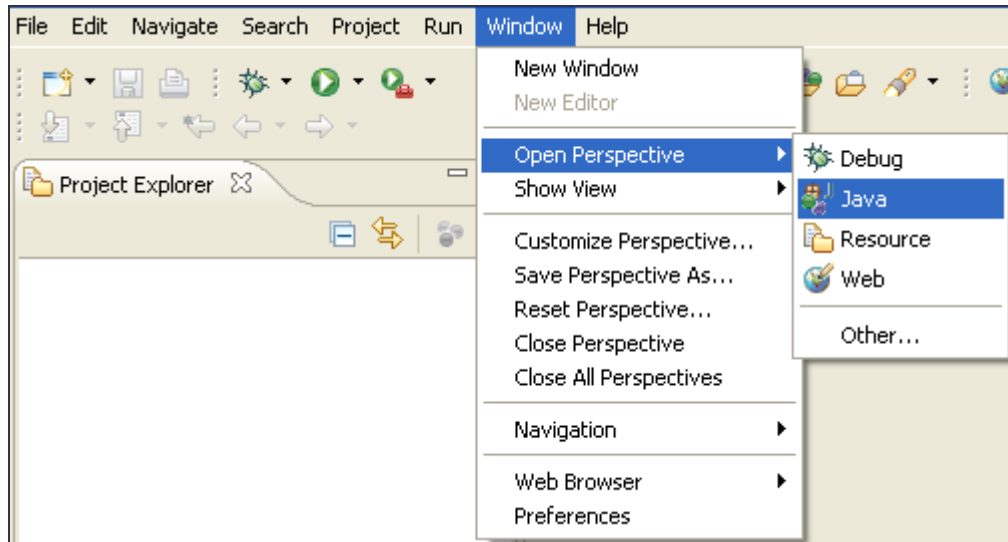 File Edit Navigate Search Project Run Window Help
New Window
New Editor
Open Perspective
Show View
Customize Perspective...
Save Perspective As...
Reset Perspective...
Close Perspective
Close All Perspectives
Navigation
Web Browser
Preferences
Debug
Java
Resource
Web
Other...
Project Explorer